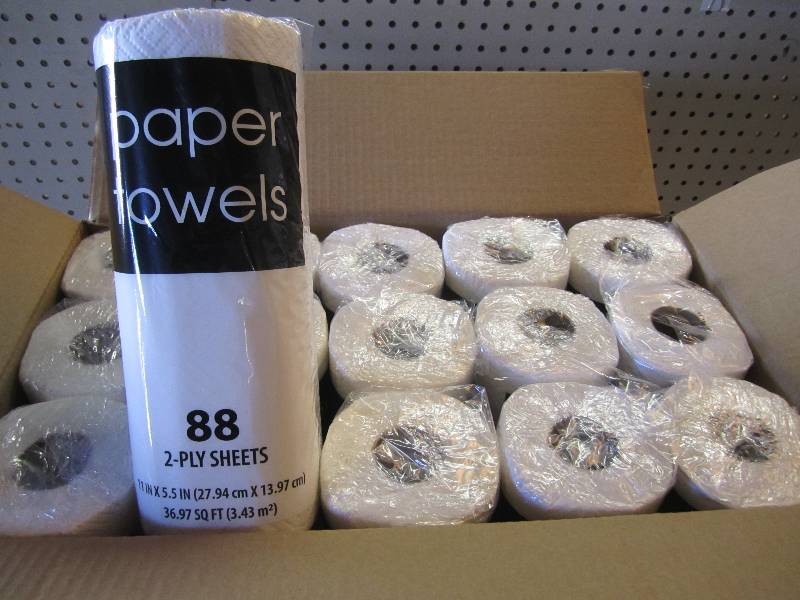 paper
towels
88
2-PLY SHEETS
11 IN X 5.5 IN (27.94 cm X 13.97 cm)
36.97 SQ FT (3.43 m²)